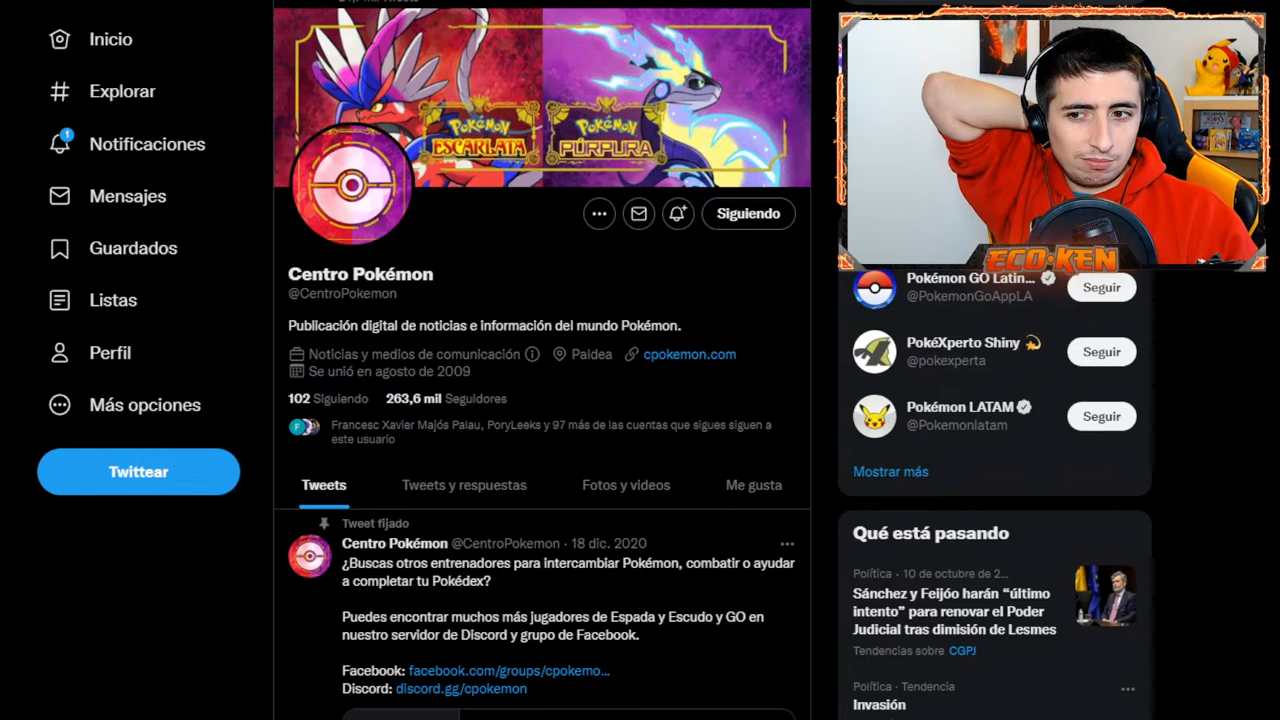 Inicio
Explorar
1
Notificaciones
Mensajes
Guardados
Listas
Perfil
Más opciones
Twittear
POKÉMON
ESCARLATA
POKÉMON
PÚRPURA
Siguiendo
Centro Pokémon
@CentroPokemon
Publicación digital de noticias e información del mundo Pokémon.
Noticias y medios de comunicación Paldea cpokemon.com
Se unió en agosto de 2009
102 Siguiendo 263,6 mil Seguidores
F
Francesc Xavier Majós Palau, PoryLeeks y 97 más de las cuentas que sigues siguen a
este usuario
Tweets Tweets y respuestas Fotos y videos Me gusta
Tweet fijado
Centro Pokémon @CentroPokemon · 18 dic. 2020
¿Buscas otros entrenadores para intercambiar Pokémon, combatir o ayudar
a completar tu Pokédex?
Puedes encontrar muchos más jugadores de Espada y Escudo y GO en
nuestro servidor de Discord y grupo de Facebook.
Facebook: facebook.com/groups/cpokemo...
Discord: discord.gg/cpokemon
ECO-KEN
Pokémon GO Latin...
@PokemonGoAppLA
Seguir
PokéXperto Shiny
@pokexperta
Seguir
Pokémon LATAM
@Pokemonlatam
Seguir
Mostrar más
Qué está pasando
Política · 10 de octubre de 2...
Sánchez y Feijóo harán “último
intento” para renovar el Poder
Judicial tras dimisión de Lesmes
Tendencias sobre CGPJ
Política · Tendencia
Invasión